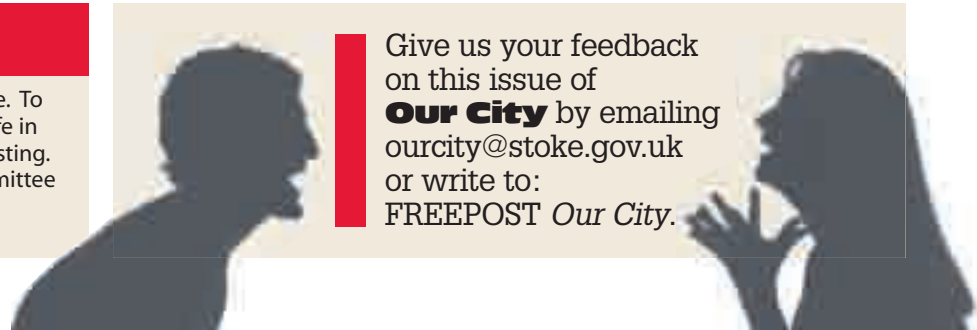 e. To
fe in
sting.
mittee
Give us your feedback
on this issue of
Our City by emailing
ourcity@stoke.gov.uk
or write to:
FREEPOST Our City.